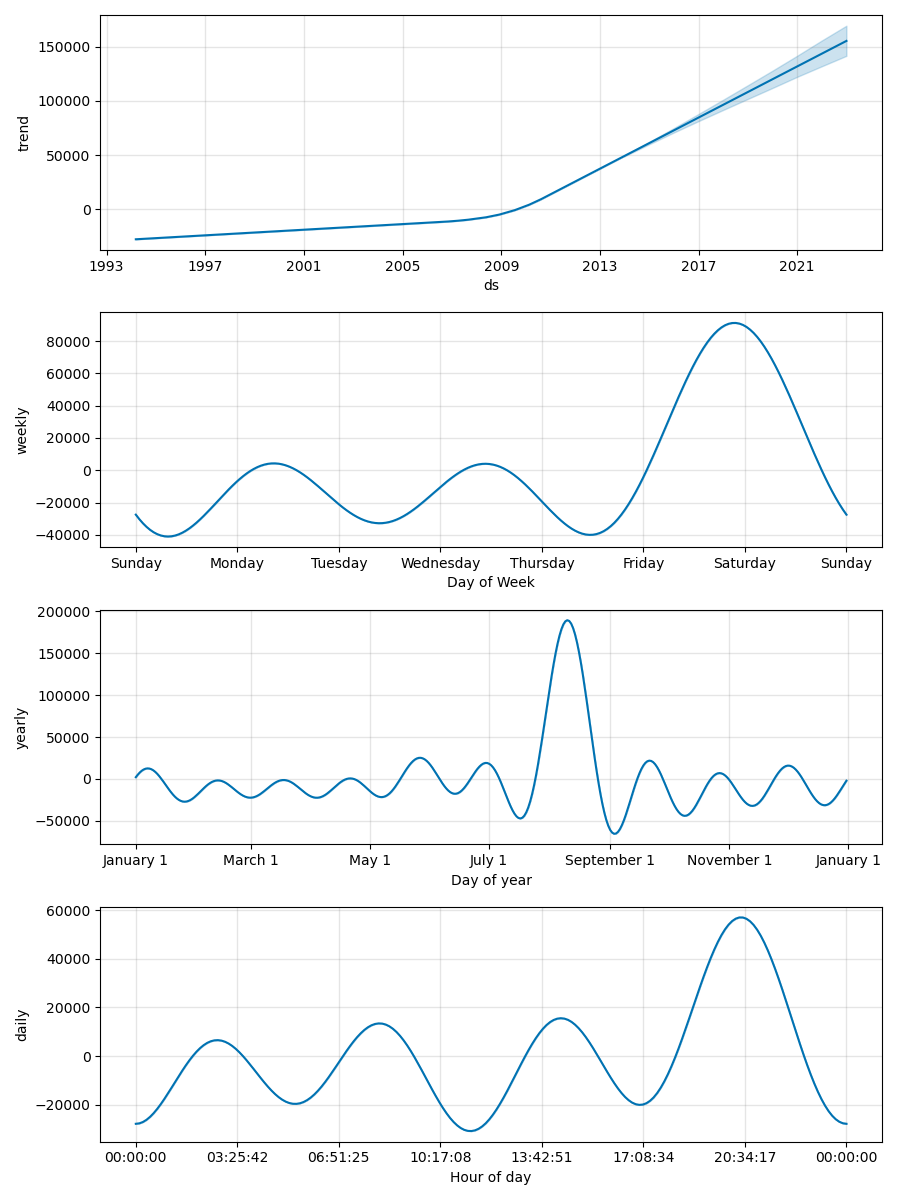 150000
100000
50000
0
trend
1993 1997 2001 2005 2009 2013 2017 2021
ds
80000
60000
40000
20000
0
−20000
−40000
weekly
Sunday Monday Tuesday Wednesday Thursday Friday Saturday Sunday
Day of Week
200000
150000
100000
50000
0
−50000
yearly
January 1 March 1 May 1 July 1 September 1 November 1 January 1
Day of year
60000
40000
20000
0
−20000
daily
00:00:00 03:25:42 06:51:25 10:17:08 13:42:51 17:08:34 20:34:17 00:00:00
Hour of day